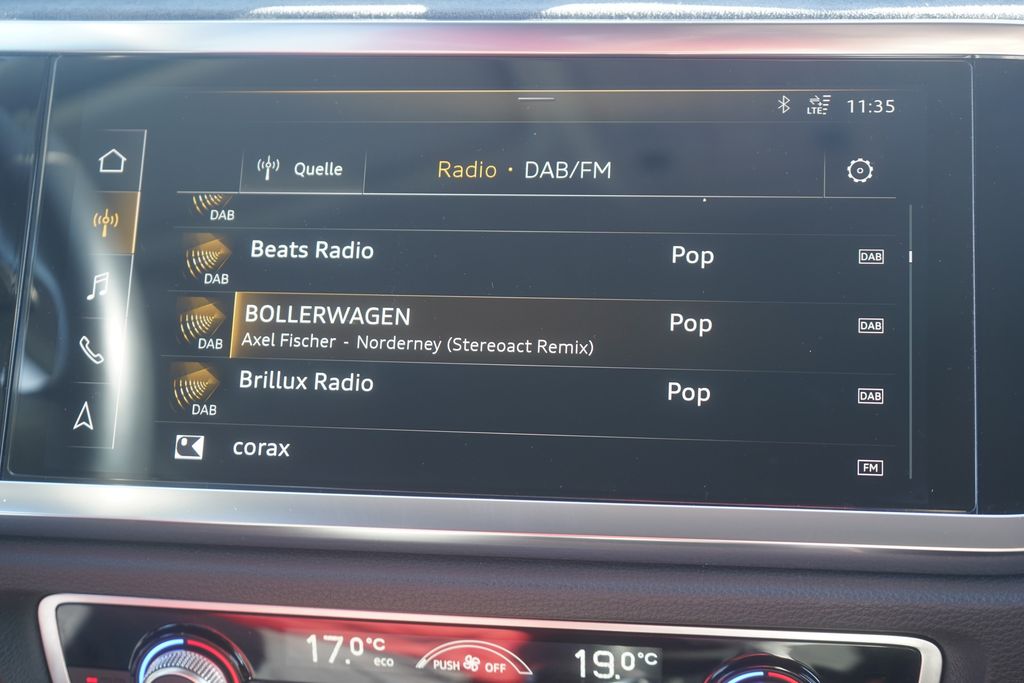 LTE 11:35
Quelle Radio · DAB/FM
DAB
Beats Radio Pop DAB
DAB
BOLLERWAGEN Pop DAB
Axel Fischer - Norderney (Stereoact Remix)
DAB
Brillux Radio Pop DAB
DAB
corax FM
17.0°C eco PUSH OFF 19.0°C